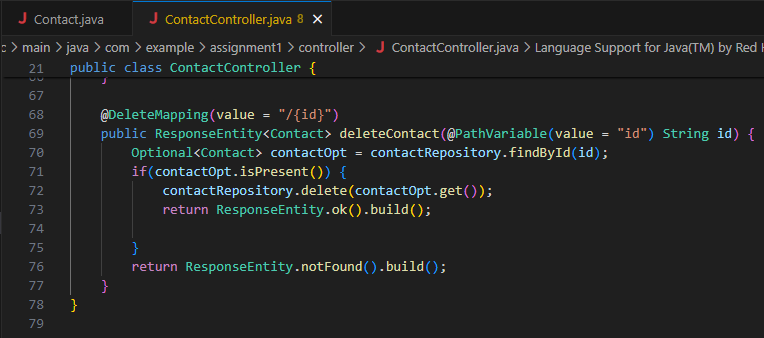 Contact.java
ContactController.java 8 ×
c > main > java > com > example > assignment1 > controller > ContactController.java > Language Support for Java(TM) by Red H
21 public class ContactController {
66 }
67
68 @DeleteMapping(value = "/{id}")
69 public ResponseEntity<Contact> deleteContact(@PathVariable(value = "id") String id) {
70 Optional<Contact> contactOpt = contactRepository.findById(id);
71 if(contactOpt.isPresent()) {
72 contactRepository.delete(contactOpt.get());
73 return ResponseEntity.ok().build();
74
75 }
76 return ResponseEntity.notFound().build();
77 }
78 }
79